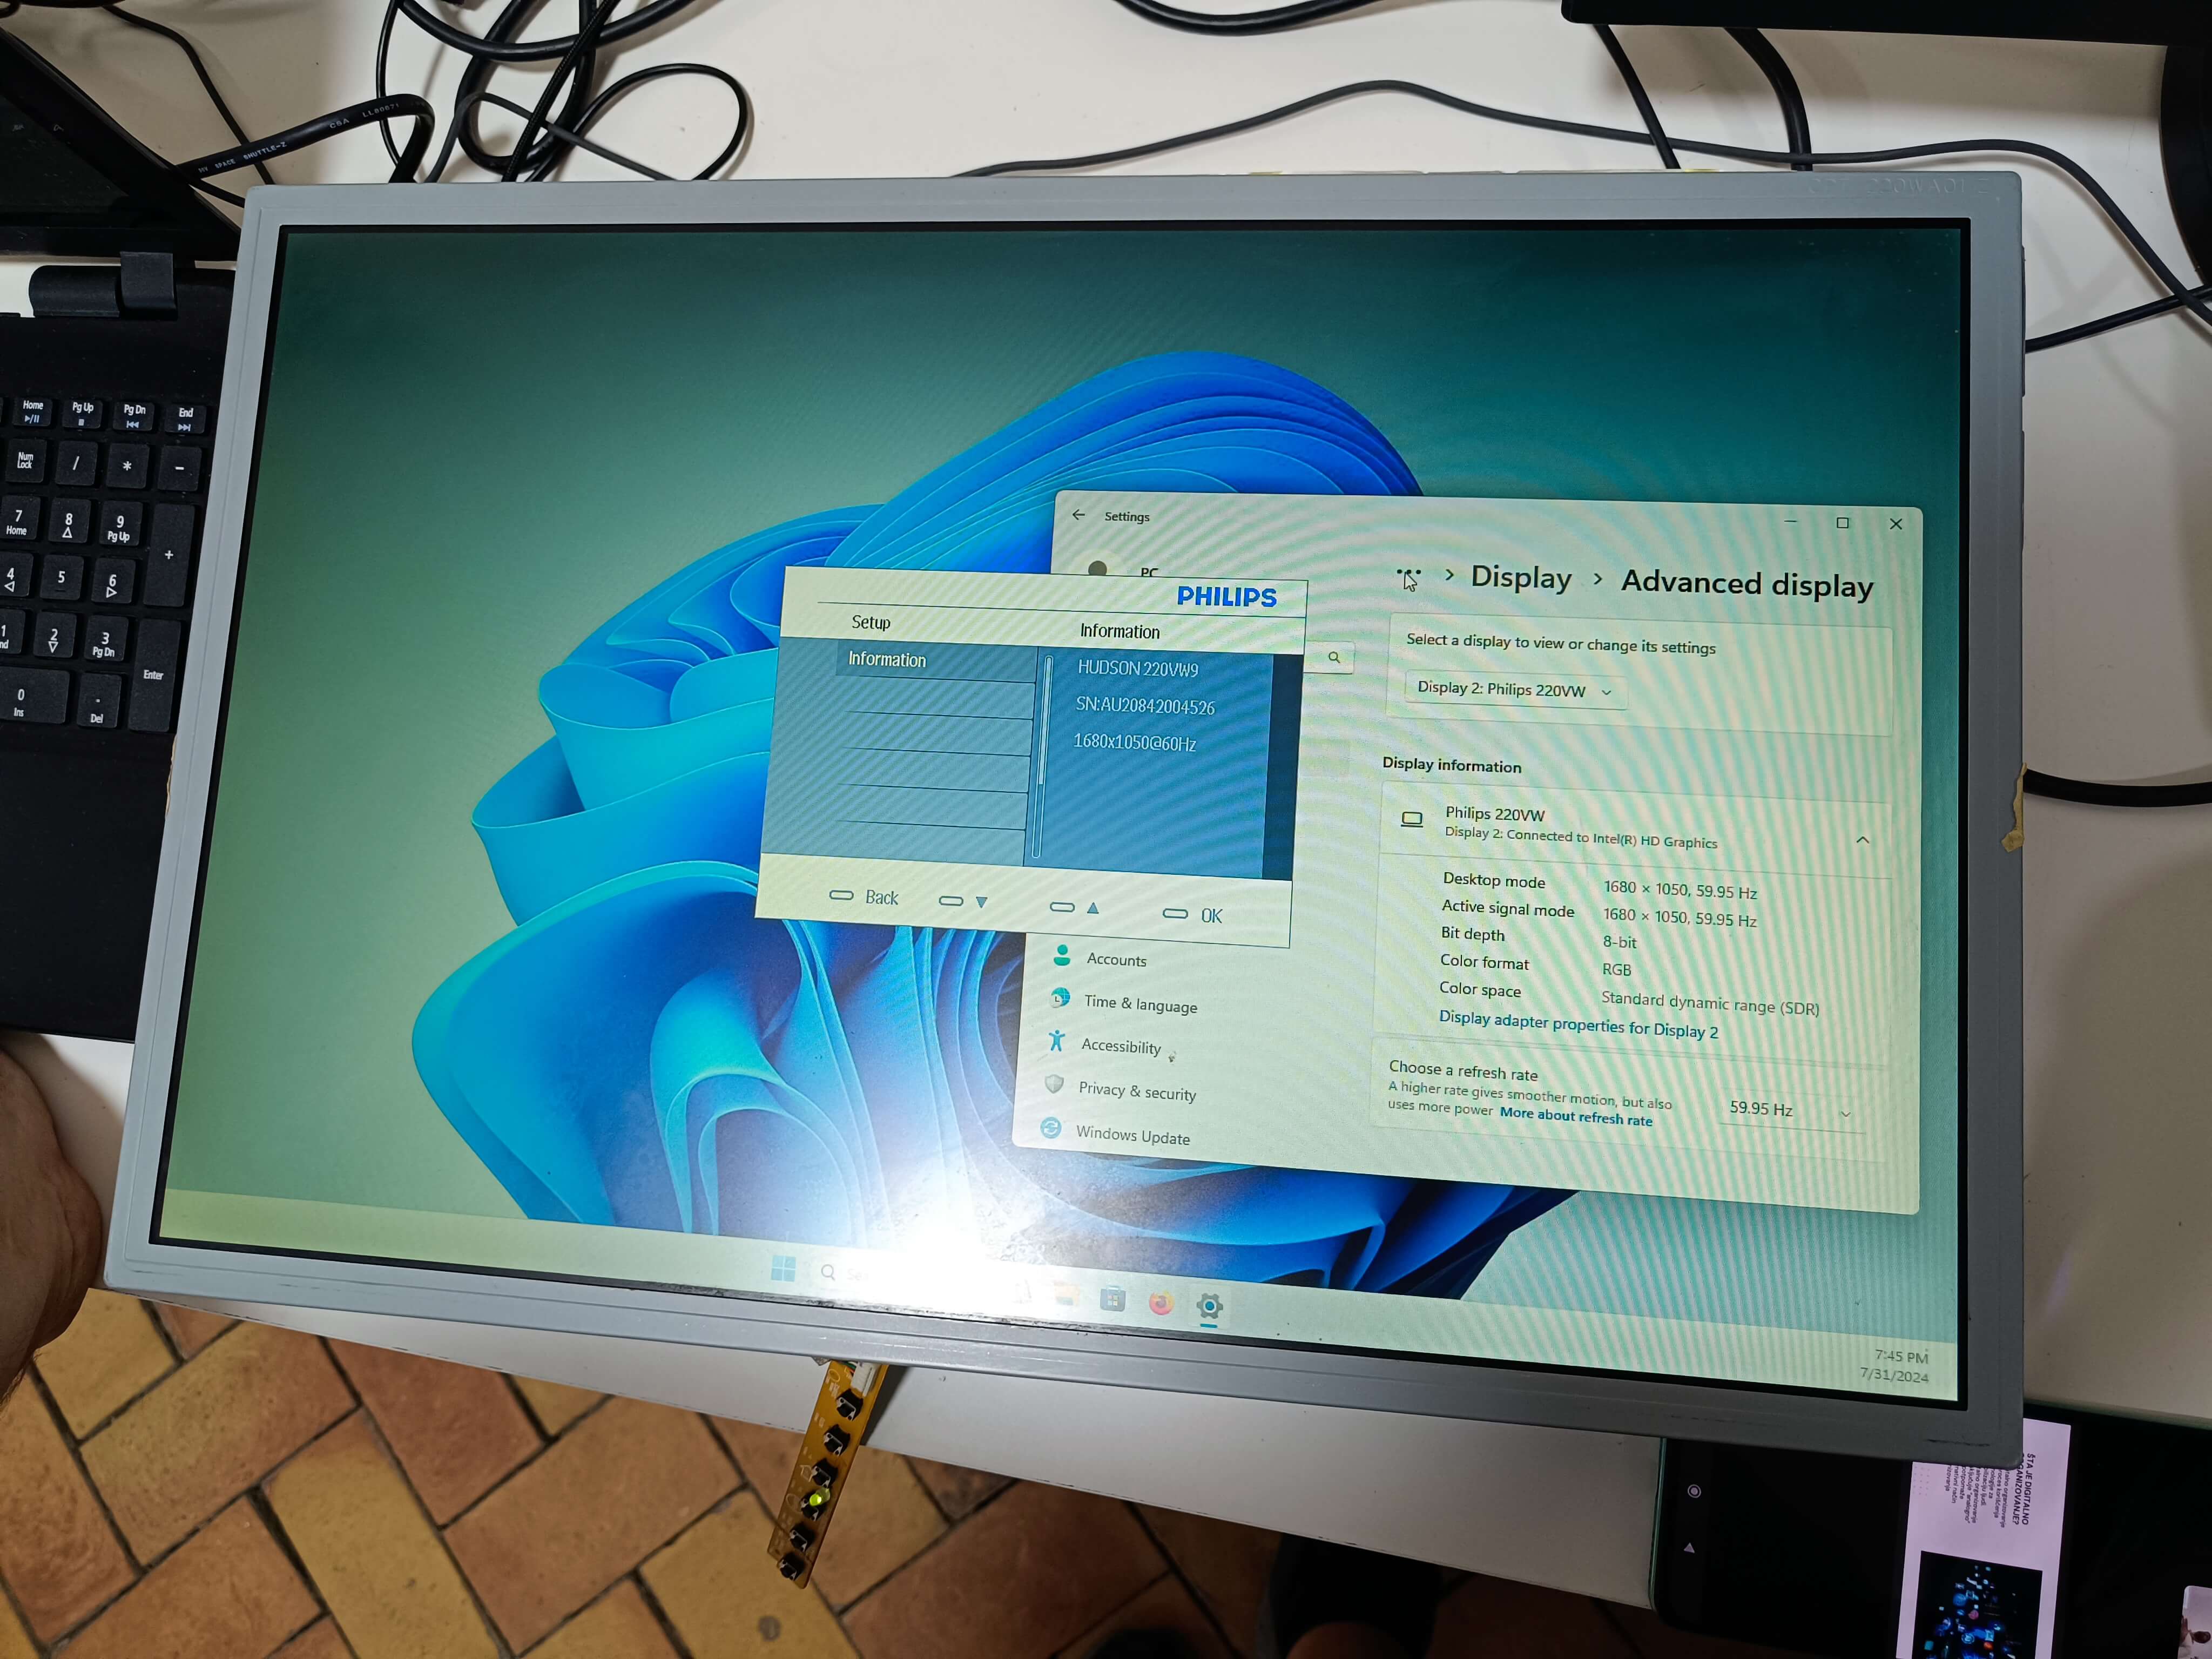 CSA LL80671
SPACE SHUTTLE-Z
Home
Pg Up
Pg Dn
End
Num Lock
/
*
-
7
Home
8
9
Pg Up
+
4
5
6
1
2
3
Pg Dn
Enter
0
Ins
.
Del
Settings
PC
Display > Advanced display
Select a display to view or change its settings
Display 2: Philips 220VW
Display information
Philips 220VW
Display 2: Connected to Intel(R) HD Graphics
Desktop mode 1680 × 1050, 59.95 Hz
Active signal mode 1680 × 1050, 59.95 Hz
Bit depth 8-bit
Color format RGB
Color space Standard dynamic range (SDR)
Display adapter properties for Display 2
Choose a refresh rate
A higher rate gives smoother motion, but also
uses more power More about refresh rate
59.95 Hz
PHILIPS
Setup
Information
Information
HUDSON 220VW9
SN:AU20842004526
1680x1050@60Hz
Back
OK
Accounts
Time & language
Accessibility
Privacy & security
Windows Update
7:45 PM
7/31/2024
ŠTA JE DIGITALNO